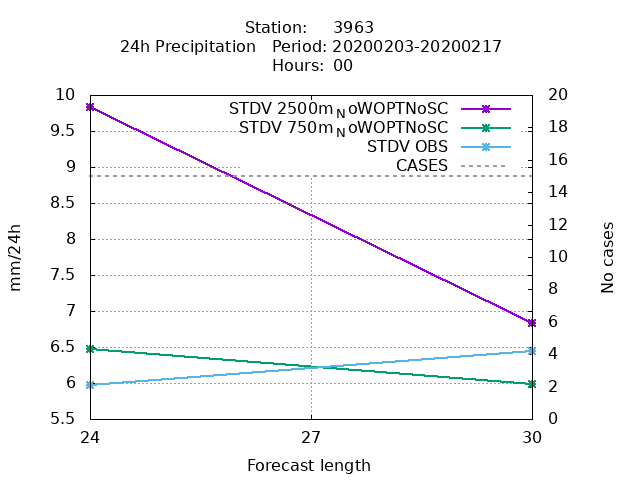 Station: 3963
24h Precipitation Period: 20200203-20200217
Hours: 00
STDV 2500m_NoWOPTNoSC
STDV 750m_NoWOPTNoSC
STDV OBS
CASES
10
9.5
9
8.5
8
7.5
7
6.5
6
5.5
20
18
16
14
12
10
8
6
4
2
0
mm/24h
No cases
24 27 30
Forecast length